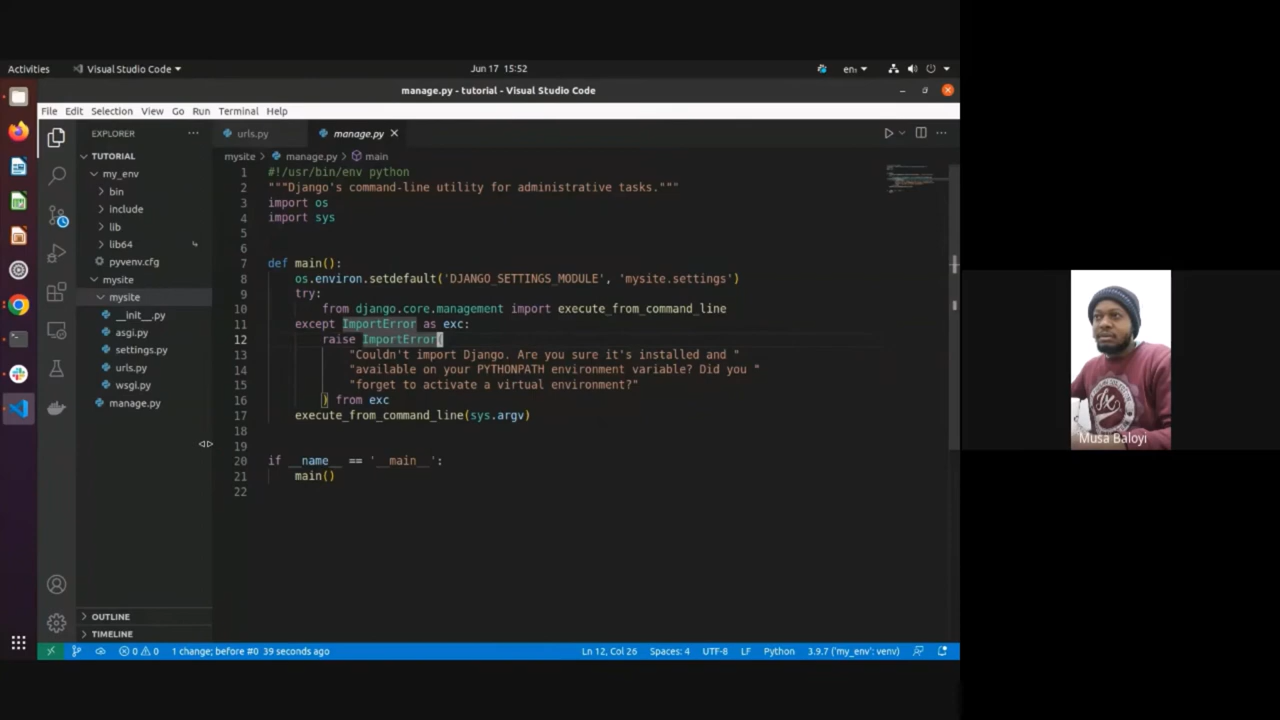 Activities
Visual Studio Code
Jun 17 15:52
en₁
manage.py - tutorial - Visual Studio Code
File Edit Selection View Go Run Terminal Help
EXPLORER
urls.py
manage.py
TUTORIAL
my_env
bin
include
lib
lib64
pyvenv.cfg
mysite
mysite
__init__.py
asgi.py
settings.py
urls.py
wsgi.py
manage.py
OUTLINE
TIMELINE
mysite > manage.py > main
1 #!/usr/bin/env python
2 """Django's command-line utility for administrative tasks."""
3 import os
4 import sys
5
6
7 def main():
8 os.environ.setdefault('DJANGO_SETTINGS_MODULE', 'mysite.settings')
9 try:
10 from django.core.management import execute_from_command_line
11 except ImportError as exc:
12 raise ImportError(
13 "Couldn't import Django. Are you sure it's installed and "
14 "available on your PYTHONPATH environment variable? Did you "
15 "forget to activate a virtual environment?"
16 ) from exc
17 execute_from_command_line(sys.argv)
18
19
20 if __name__ == '__main__':
21 main()
22
0 0 1 change; before #0 39 seconds ago
Ln 12, Col 26 Spaces: 4 UTF-8 LF Python 3.9.7 ('my_env': venv)
Musa Baloyi